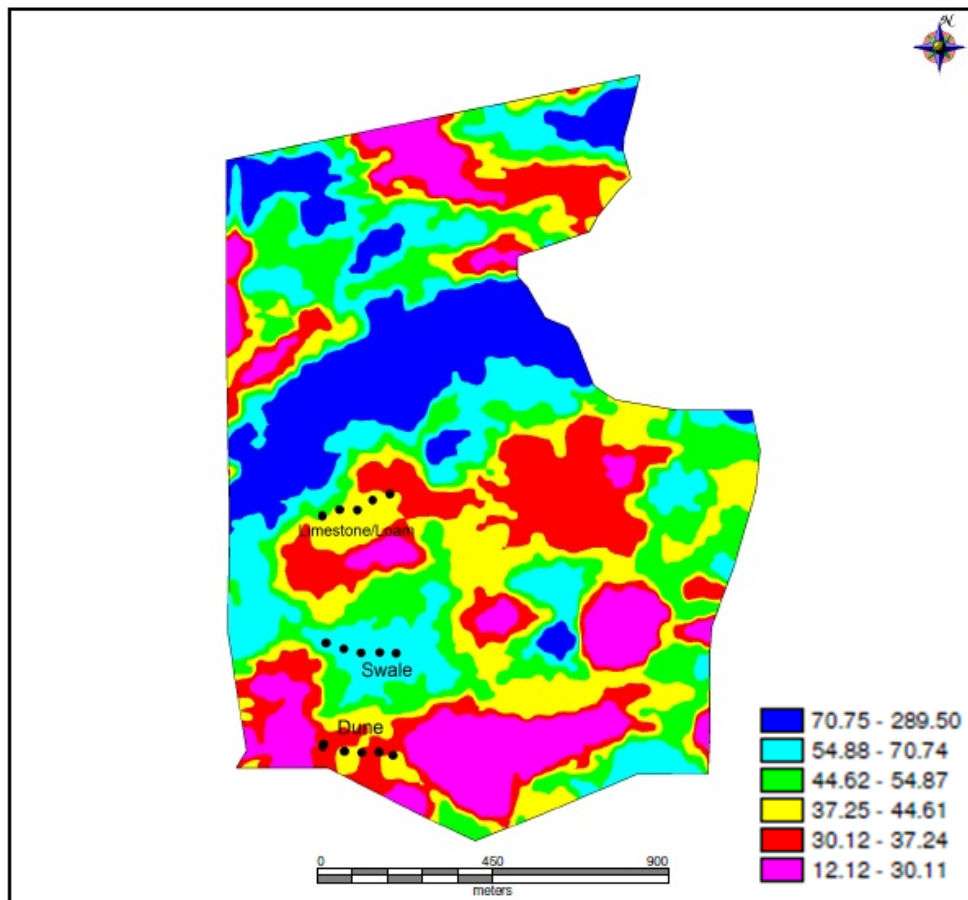 N
Limestone/Loam
Swale
Dune
70.75 - 289.50
54.88 - 70.74
44.62 - 54.87
37.25 - 44.61
30.12 - 37.24
12.12 - 30.11
0 450 900
meters